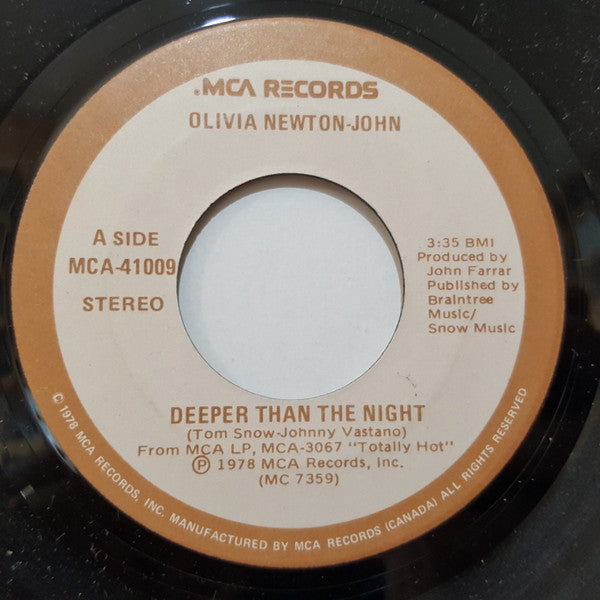 MCA RECORDS
OLIVIA NEWTON-JOHN
A SIDE
MCA-41009
STEREO
3:35 BMI
Produced by
John Farrar
Published by
Braintree
Music/
Snow Music
DEEPER THAN THE NIGHT
(Tom Snow-Johnny Vastano)
From MCA LP, MCA-3067 "Totally Hot"
Ⓟ 1978 MCA Records, Inc.
(MC 7359)
© 1978 MCA RECORDS, INC. MANUFACTURED BY MCA RECORDS (CANADA) ALL RIGHTS RESERVED